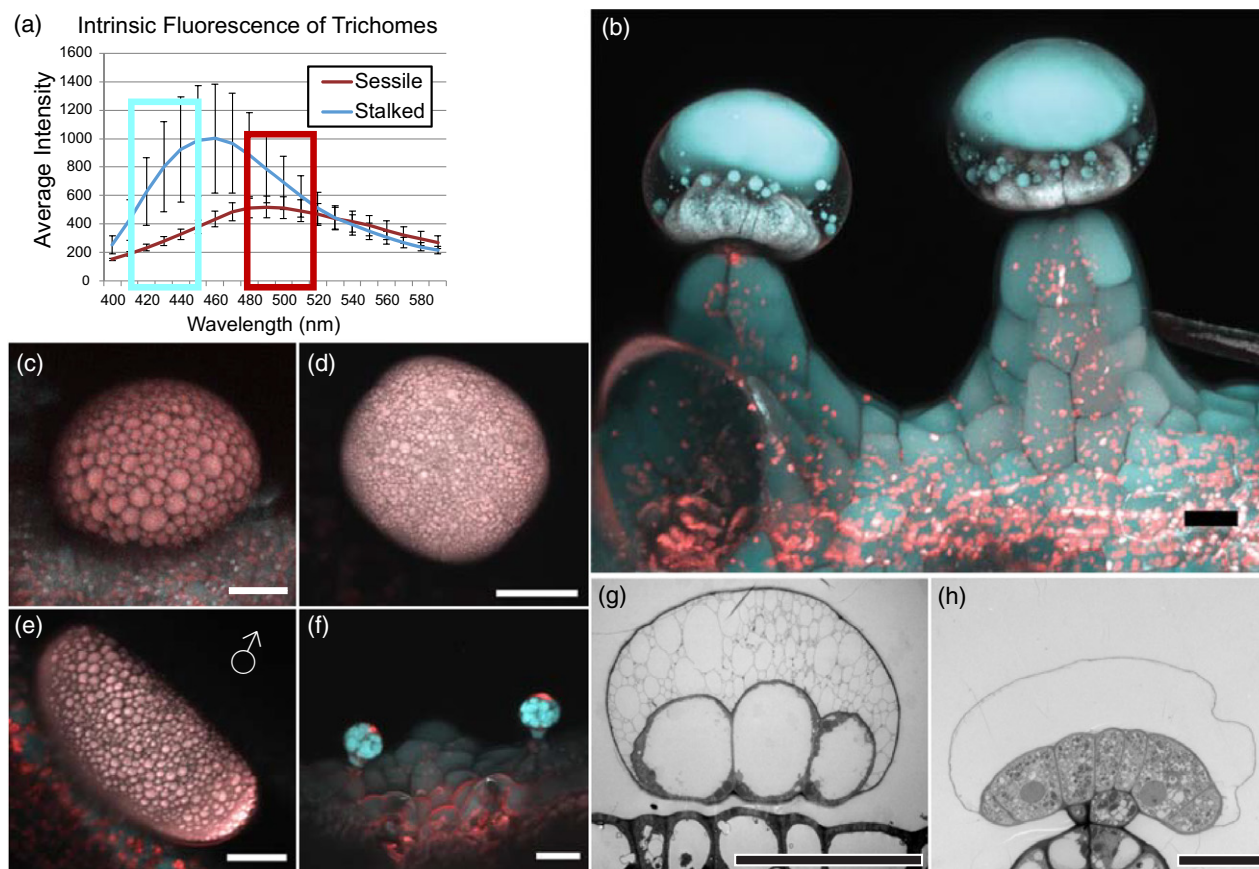 (a) Intrinsic Fluorescence of Trichomes
1600
1400
1200
1000
800
600
400
200
0
Average Intensity
Sessile
Stalked
400 420 440 460 480 500 520 540 560 580
Wavelength (nm)
(b)
(c)
(d)
(e)
♂
(f)
(g)
(h)